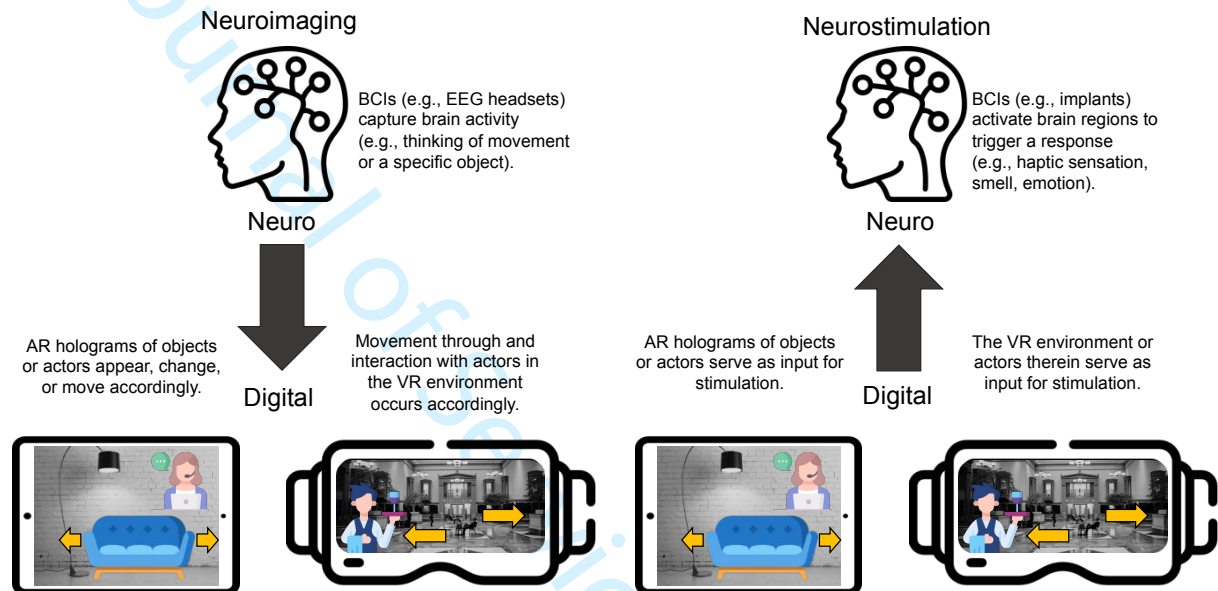 Neuroimaging
BCIs (e.g., EEG headsets)
capture brain activity
(e.g., thinking of movement
or a specific object).
Neuro
AR holograms of objects
or actors appear, change,
or move accordingly.
Digital
Movement through and
interaction with actors in
the VR environment
occurs accordingly.
Neurostimulation
BCIs (e.g., implants)
activate brain regions to
trigger a response
(e.g., haptic sensation,
smell, emotion).
Neuro
AR holograms of objects
or actors serve as input for
stimulation.
Digital
The VR environment or
actors therein serve as
input for stimulation.